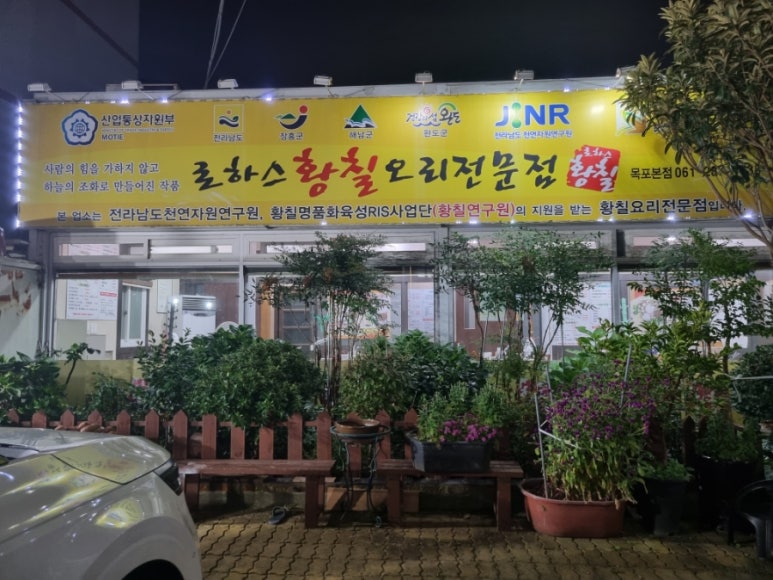 산업통상자원부
MOTIE
전라남도
장흥군
해남군
완도군
JINR
전라남도 천연자원연구원
사람의 힘을 가하지 않고
하늘의 조화로 만들어진 작품
로하스황칠오리전문점
로하스
황칠
목포본점 061
본 업소는 전라남도천연자원연구원, 황칠명품화육성RIS사업단(황칠연구원)의 지원을 받는 황칠요리전문점입니다